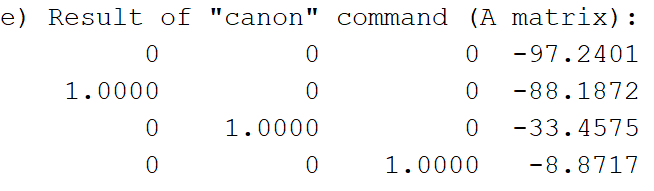 e) Result of "canon" command (A matrix):
0 0 0 -97.2401
1.0000 0 0 -88.1872
0 1.0000 0 -33.4575
0 0 1.0000 -8.8717